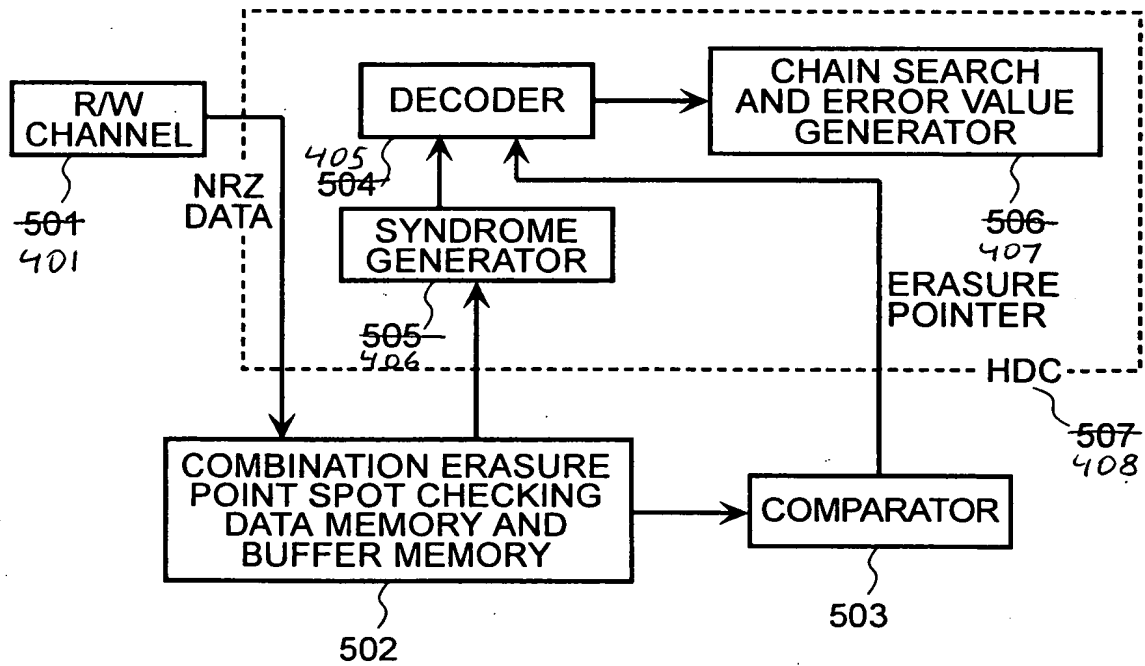 R/W
CHANNEL
501
401
NRZ
DATA
DECODER
405
504
CHAIN SEARCH
AND ERROR VALUE
GENERATOR
506
407
SYNDROME
GENERATOR
505
406
ERASURE
POINTER
HDC
507
408
COMBINATION ERASURE
POINT SPOT CHECKING
DATA MEMORY AND
BUFFER MEMORY
502
COMPARATOR
503